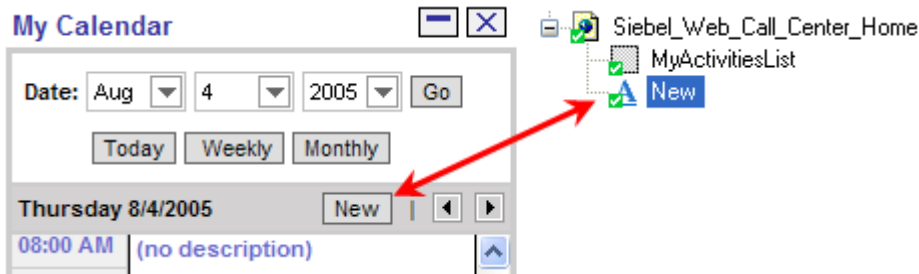 My Calendar
Date: Aug 4 2005 Go
Today Weekly Monthly
Thursday 8/4/2005 New |
08:00 AM (no description)
Siebel_Web_Call_Center_Home
MyActivitiesList
New